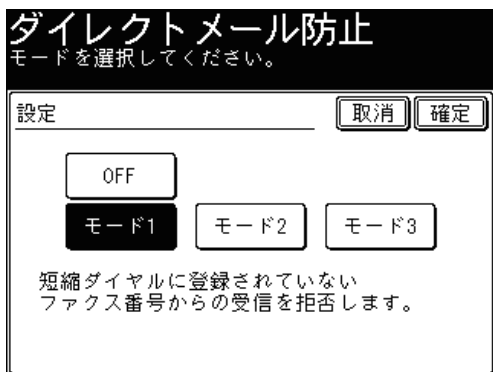 ダイレクトメール防止
モードを選択してください。
設定
取消
確定
OFF
モード1
モード2
モード3
短縮ダイヤルに登録されていない
ファクス番号からの受信を拒否します。